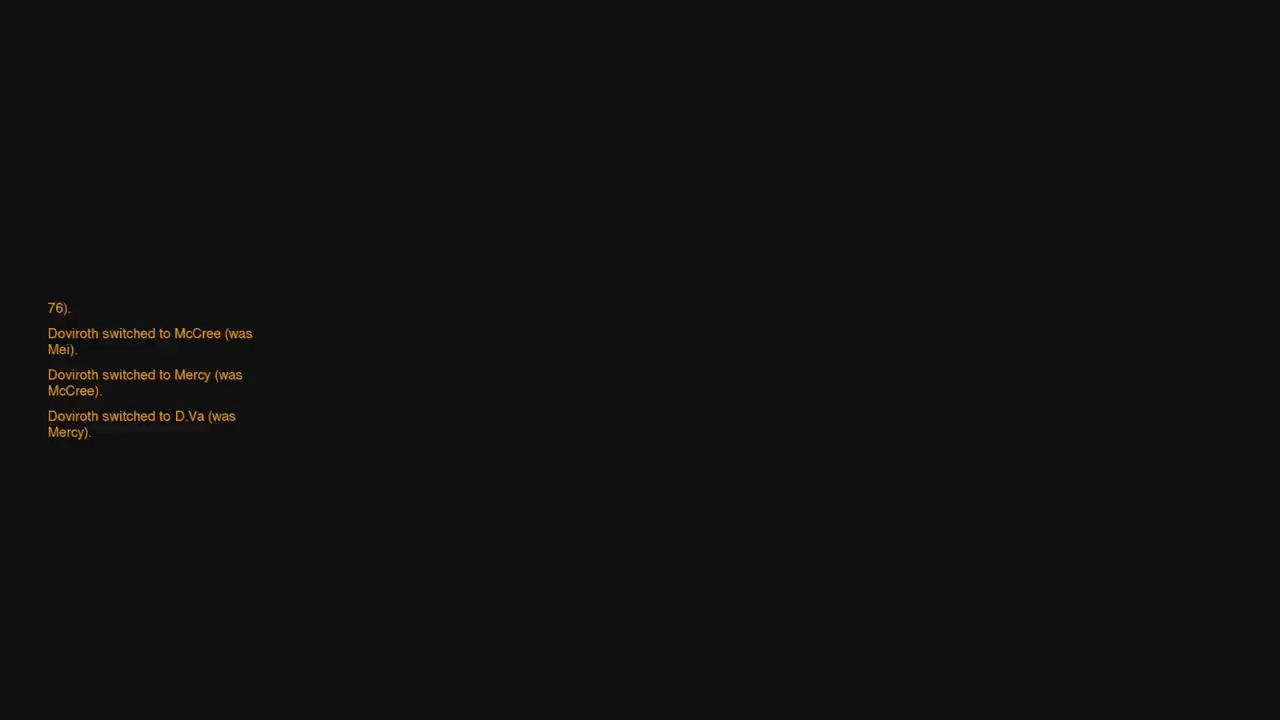 76).
Doviroth switched to McCree (was
Mei).
Doviroth switched to Mercy (was
McCree).
Doviroth switched to D.Va (was
Mercy).